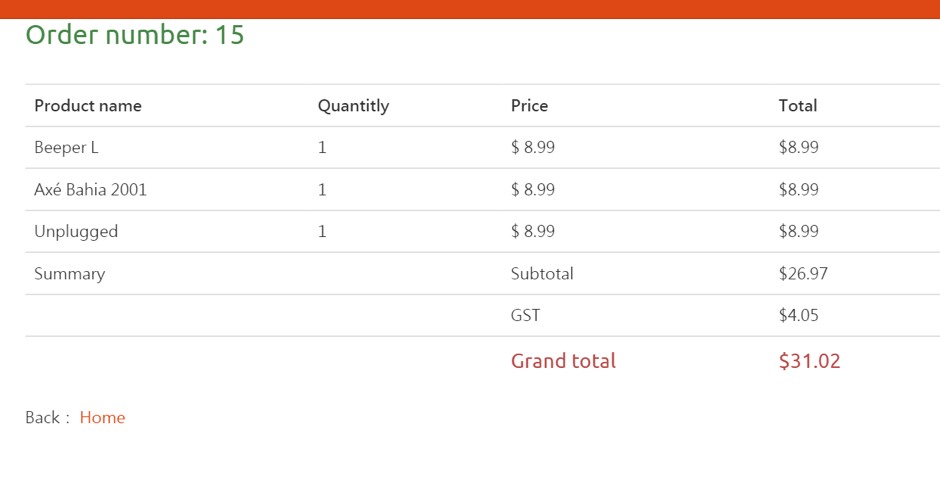 Order number: 15
Product name Quantitly Price Total
Beeper L 1 $ 8.99 $8.99
Axé Bahia 2001 1 $ 8.99 $8.99
Unplugged 1 $ 8.99 $8.99
Summary Subtotal $26.97
GST $4.05
Grand total $31.02
Back : Home